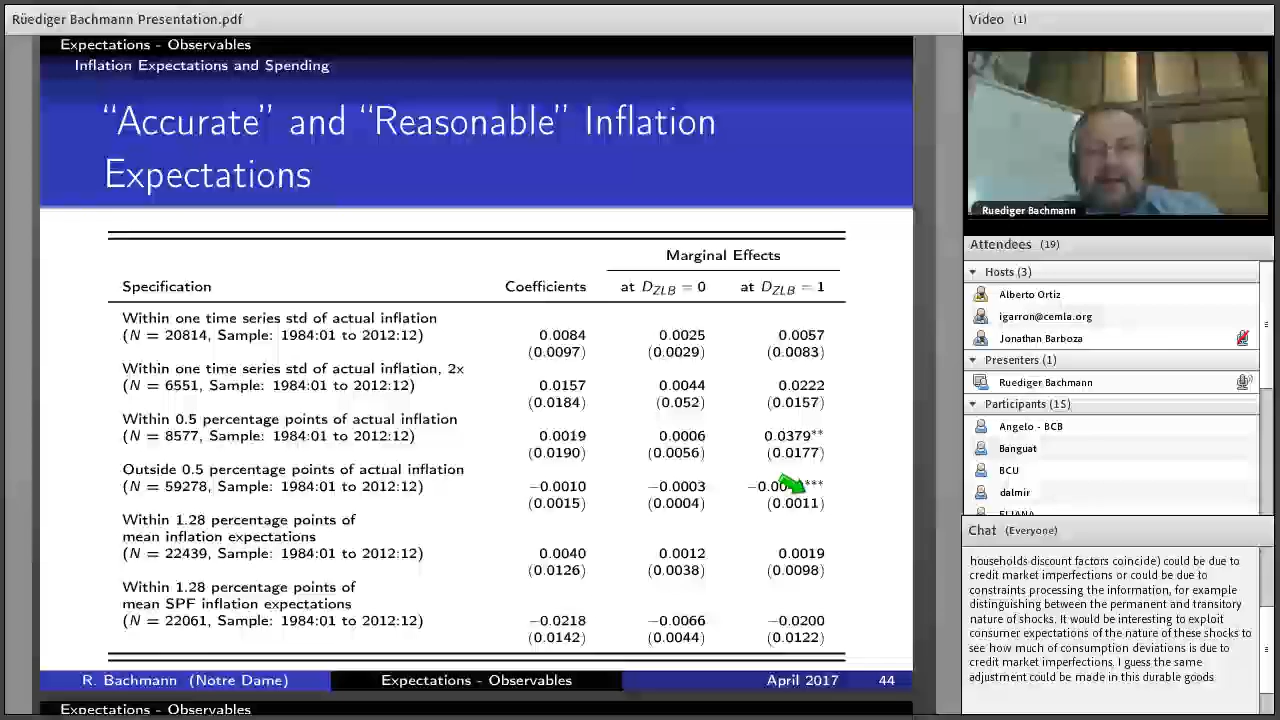 Rüediger Bachmann Presentation.pdf
Expectations - Observables
Inflation Expectations and Spending
“Accurate” and “Reasonable” Inflation
Expectations
Marginal Effects
Specification Coefficients at D_ZLB = 0 at D_ZLB = 1
Within one time series std of actual inflation
(N = 20814, Sample: 1984:01 to 2012:12) 0.0084 0.0025 0.0057
(0.0097) (0.0029) (0.0083)
Within one time series std of actual inflation, 2x
(N = 6551, Sample: 1984:01 to 2012:12) 0.0157 0.0044 0.0222
(0.0184) (0.052) (0.0157)
Within 0.5 percentage points of actual inflation
(N = 8577, Sample: 1984:01 to 2012:12) 0.0019 0.0006 0.0379**
(0.0190) (0.0056) (0.0177)
Outside 0.5 percentage points of actual inflation
(N = 59278, Sample: 1984:01 to 2012:12) −0.0010 −0.0003 ***
(0.0015) (0.0004) (0.0011)
Within 1.28 percentage points of
mean inflation expectations
(N = 22439, Sample: 1984:01 to 2012:12) 0.0040 0.0012 0.0019
(0.0126) (0.0038) (0.0098)
Within 1.28 percentage points of
mean SPF inflation expectations
(N = 22061, Sample: 1984:01 to 2012:12) −0.0218 −0.0066 −0.0200
(0.0142) (0.0044) (0.0122)
R. Bachmann (Notre Dame) Expectations - Observables April 2017 44
Expectations - Observables
Video (1)
Ruediger Bachmann
Attendees (19)
Hosts (3)
Alberto Ortiz
igarron@cemla.org
Jonathan Barboza
Presenters (1)
Ruediger Bachmann
Participants (15)
Angelo - BCB
Banguat
BCU
dalmir
Chat (Everyone)
households discount factors coincide) could be due to
credit market imperfections or could be due to
constraints processing the information, for example
distinguishing between the permanent and transitory
nature of shocks. It would be interesting to exploit
consumer expectations of the nature of these shocks to
see how much of consumption deviations is due to
credit market imperfections. I guess the same
adjustment could be made in this durable goods